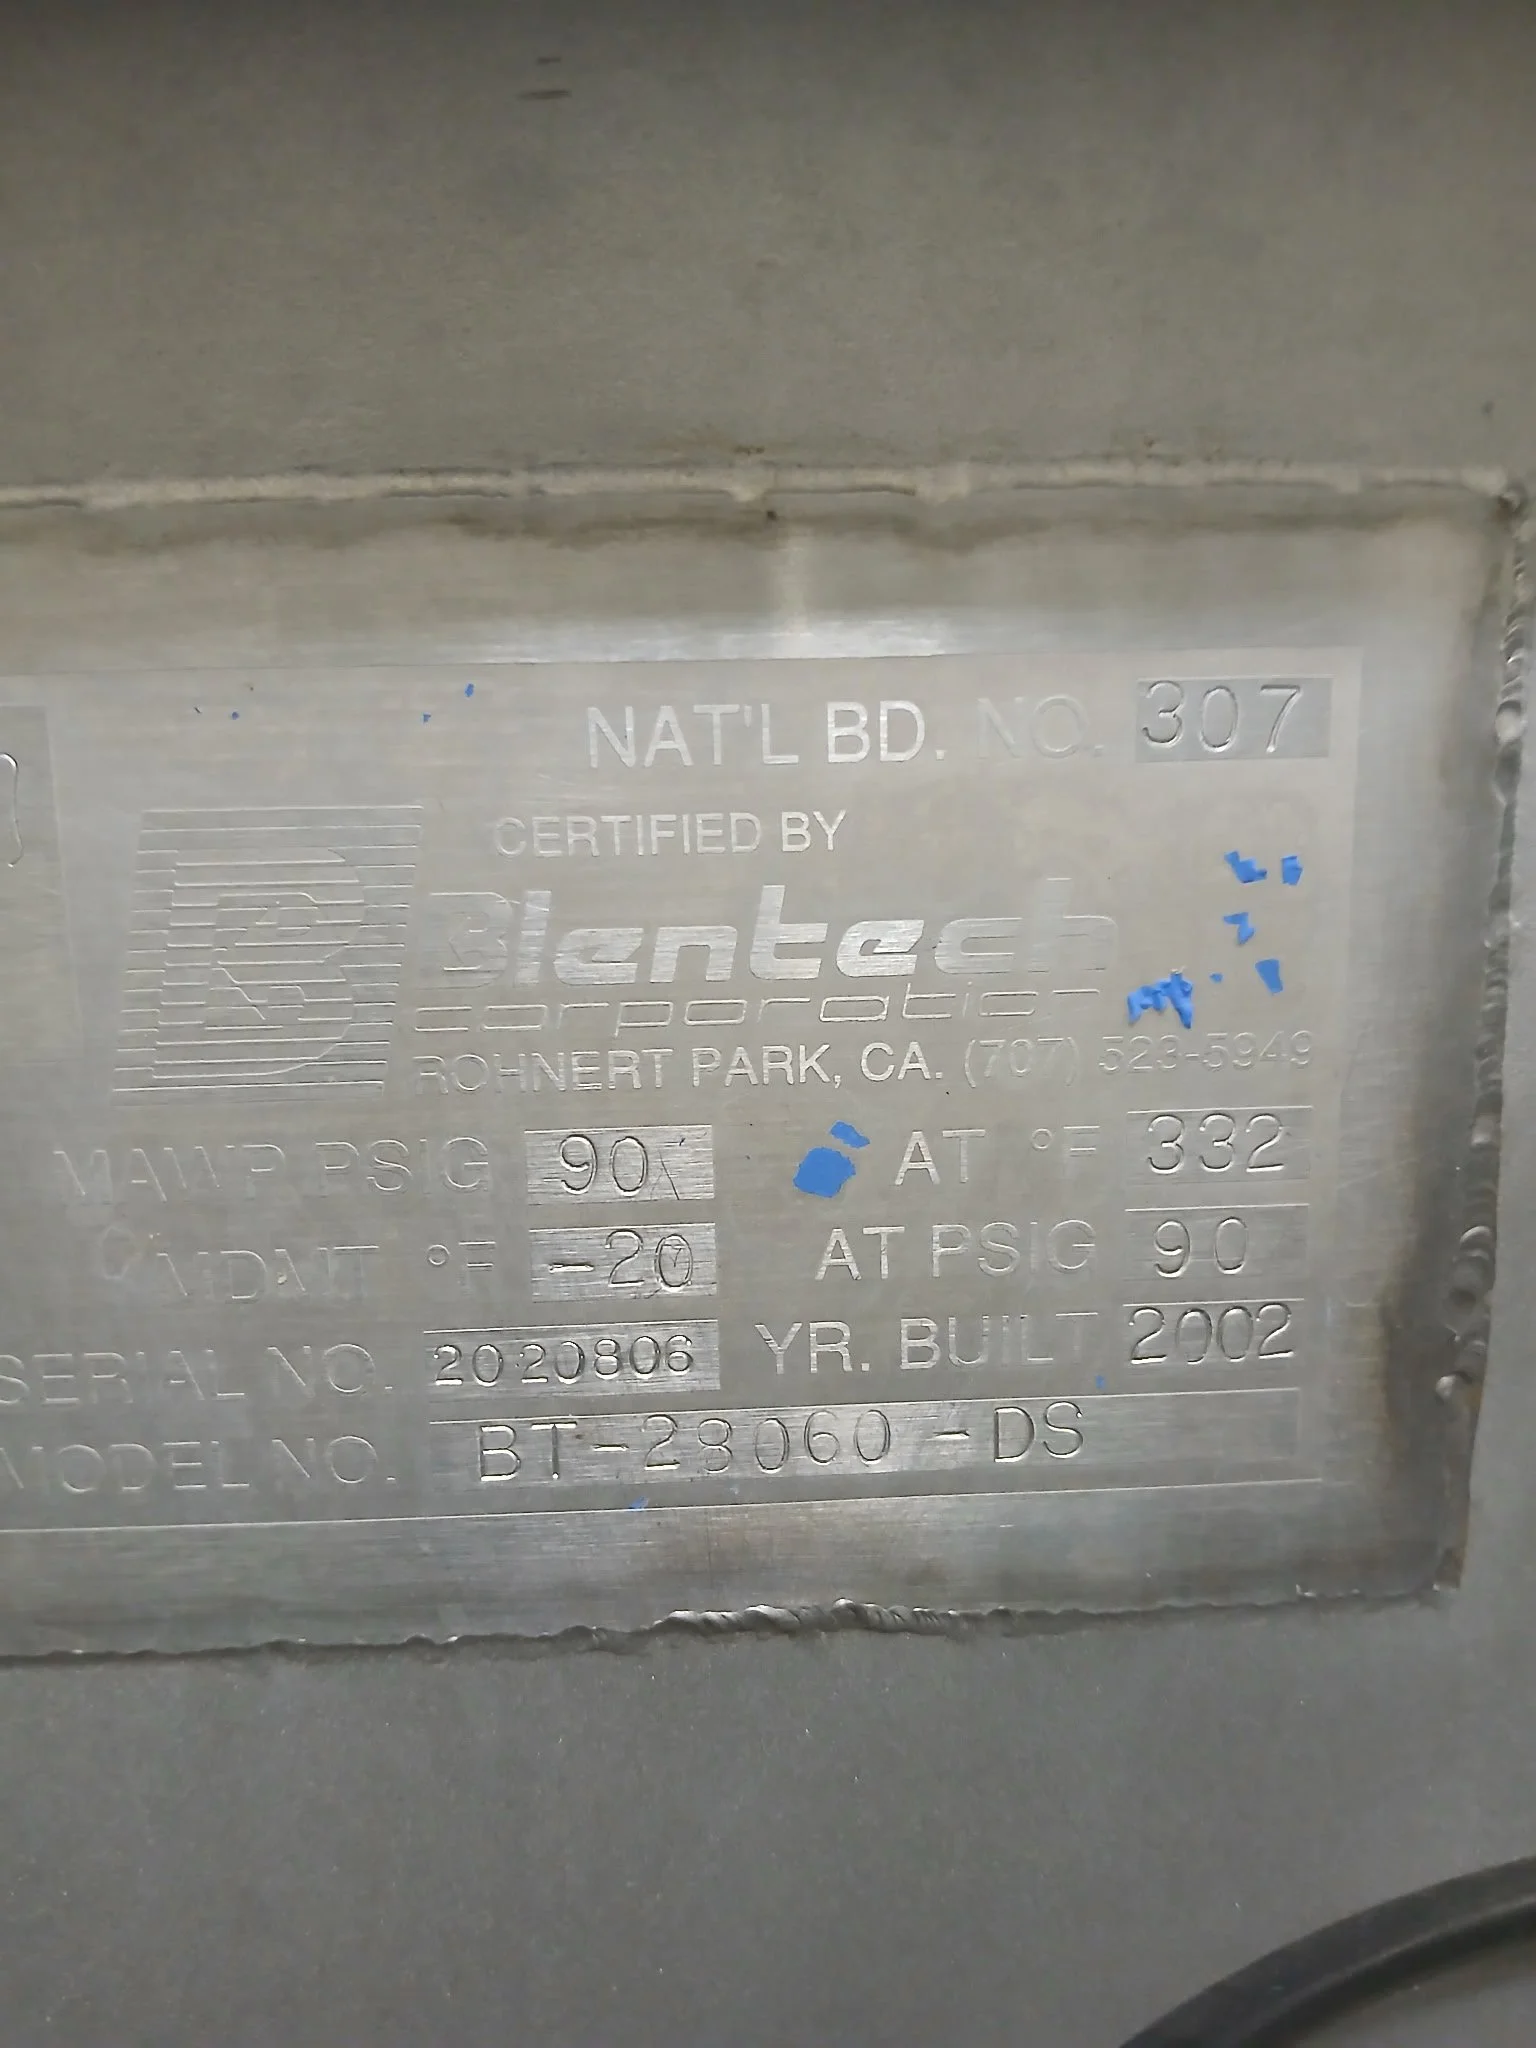 NAT'L BD. NO. 307
CERTIFIED BY
Blentech
corporation
ROHNERT PARK, CA. (707) 523-5949
MAWP PSIG 90 AT °F 332
MDMT °F -20 AT PSIG 90
SERIAL NO. 2020806 YR. BUILT 2002
MODEL NO. BT-28060-DS